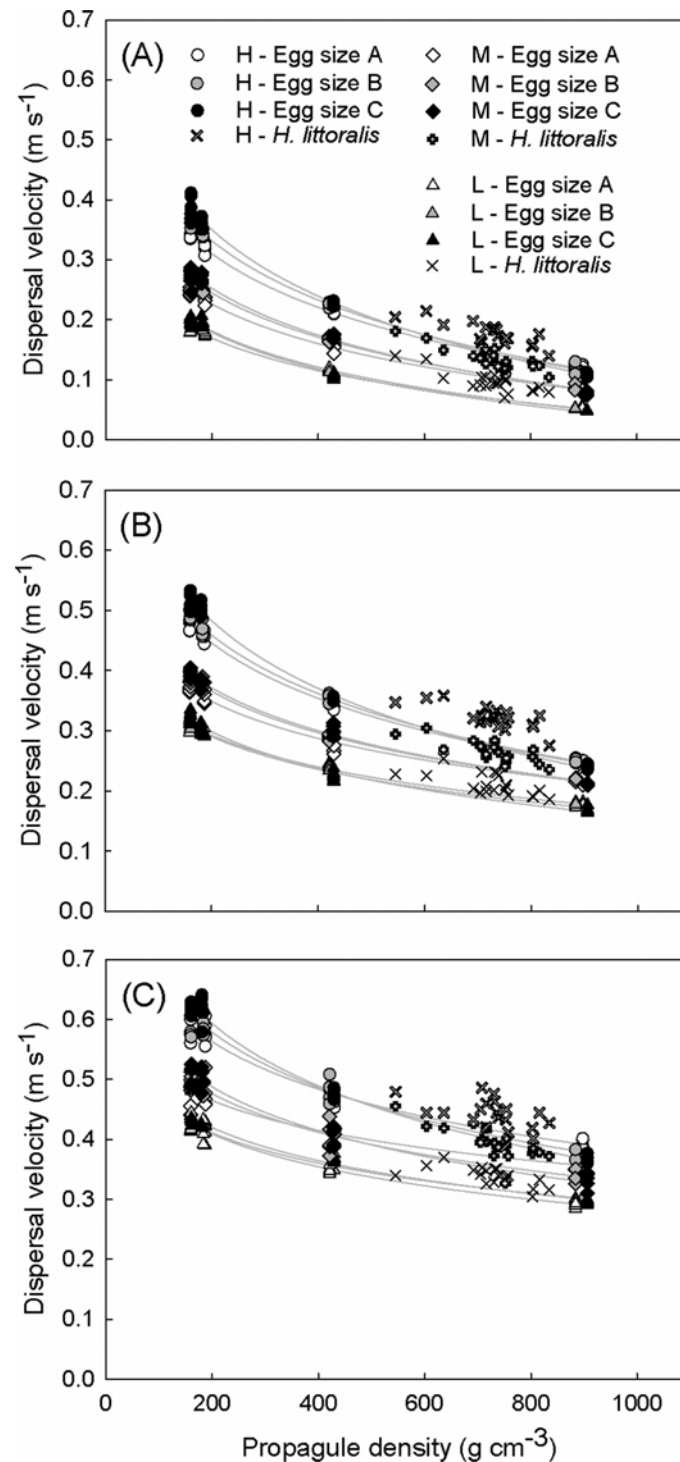 0.7
0.6
0.5
0.4
0.3
0.2
0.1
0.0
Dispersal velocity (m s⁻¹)
(A)
H - Egg size A
H - Egg size B
H - Egg size C
H - H. littoralis
M - Egg size A
M - Egg size B
M - Egg size C
M - H. littoralis
L - Egg size A
L - Egg size B
L - Egg size C
L - H. littoralis
0.7
0.6
0.5
0.4
0.3
0.2
0.1
0.0
Dispersal velocity (m s⁻¹)
(B)
0.7
0.6
0.5
0.4
0.3
0.2
0.1
0.0
Dispersal velocity (m s⁻¹)
(C)
0 200 400 600 800 1000
Propagule density (g cm⁻³)